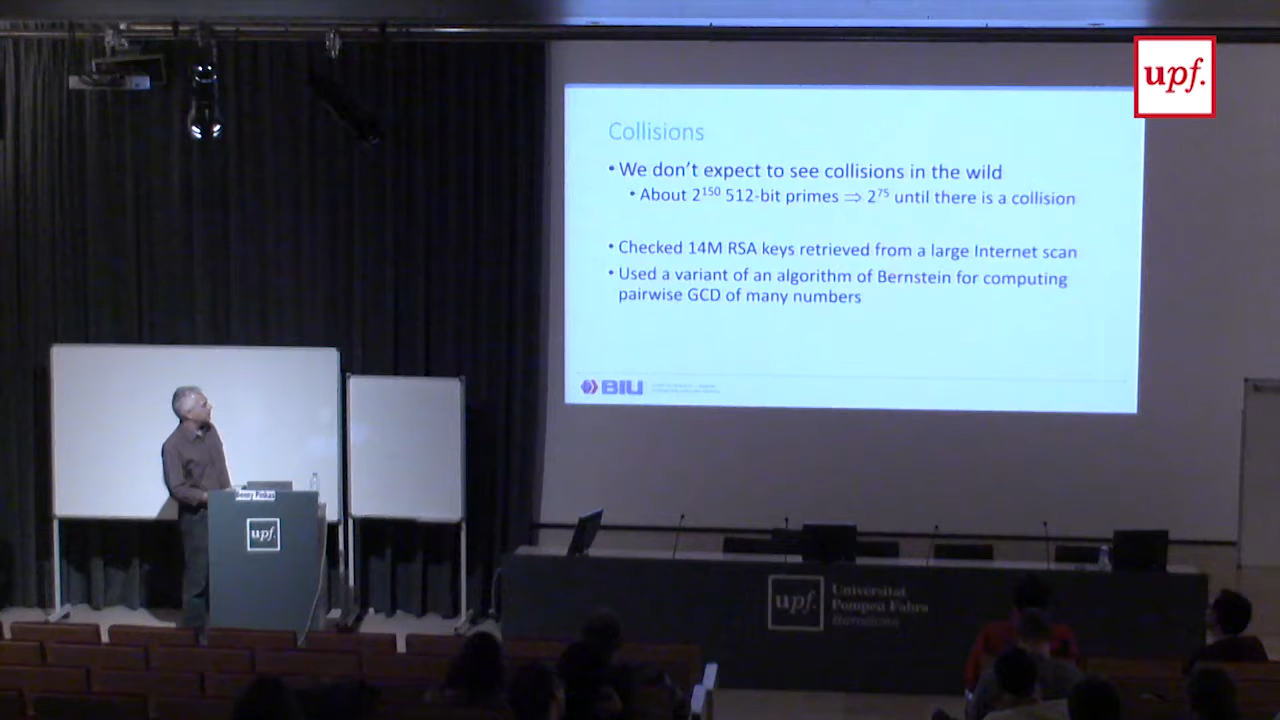 upf.
Collisions
• We don't expect to see collisions in the wild
• About 2¹⁵⁰ 512-bit primes ⇒ 2⁷⁵ until there is a collision
• Checked 14M RSA keys retrieved from a large Internet scan
• Used a variant of an algorithm of Bernstein for computing
pairwise GCD of many numbers
BIU
Benny Pinkas
upf.
upf.
Universitat
Pompeu Fabra
Barcelona